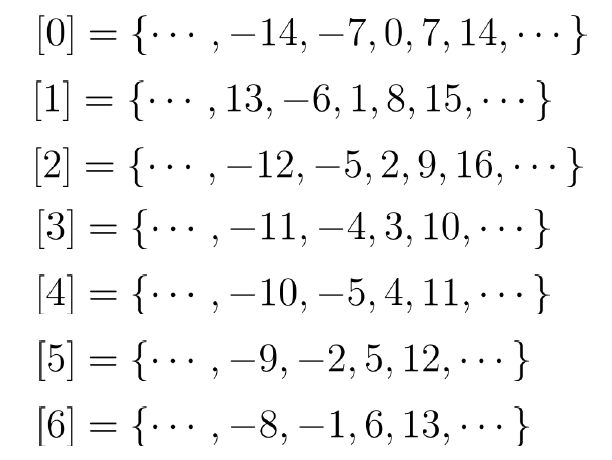 [0] = {⋯ , −14, −7, 0, 7, 14, ⋯ }
[1] = {⋯ , 13, −6, 1, 8, 15, ⋯ }
[2] = {⋯ , −12, −5, 2, 9, 16, ⋯ }
[3] = {⋯ , −11, −4, 3, 10, ⋯ }
[4] = {⋯ , −10, −5, 4, 11, ⋯ }
[5] = {⋯ , −9, −2, 5, 12, ⋯ }
[6] = {⋯ , −8, −1, 6, 13, ⋯ }